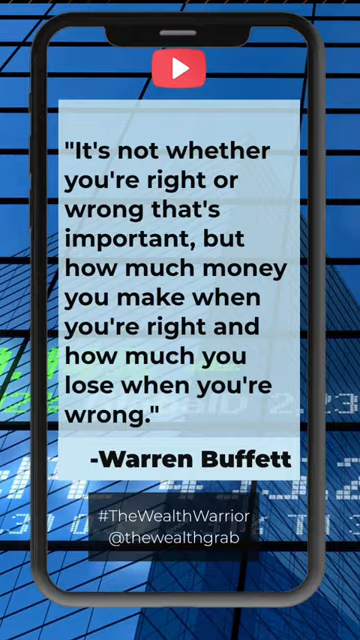 "It's not whether
you're right or
wrong that's
important, but
how much money
you make when
you're right and
how much you
lose when you're
wrong."
-Warren Buffett
#TheWealthWarrior
@thewealthgrab